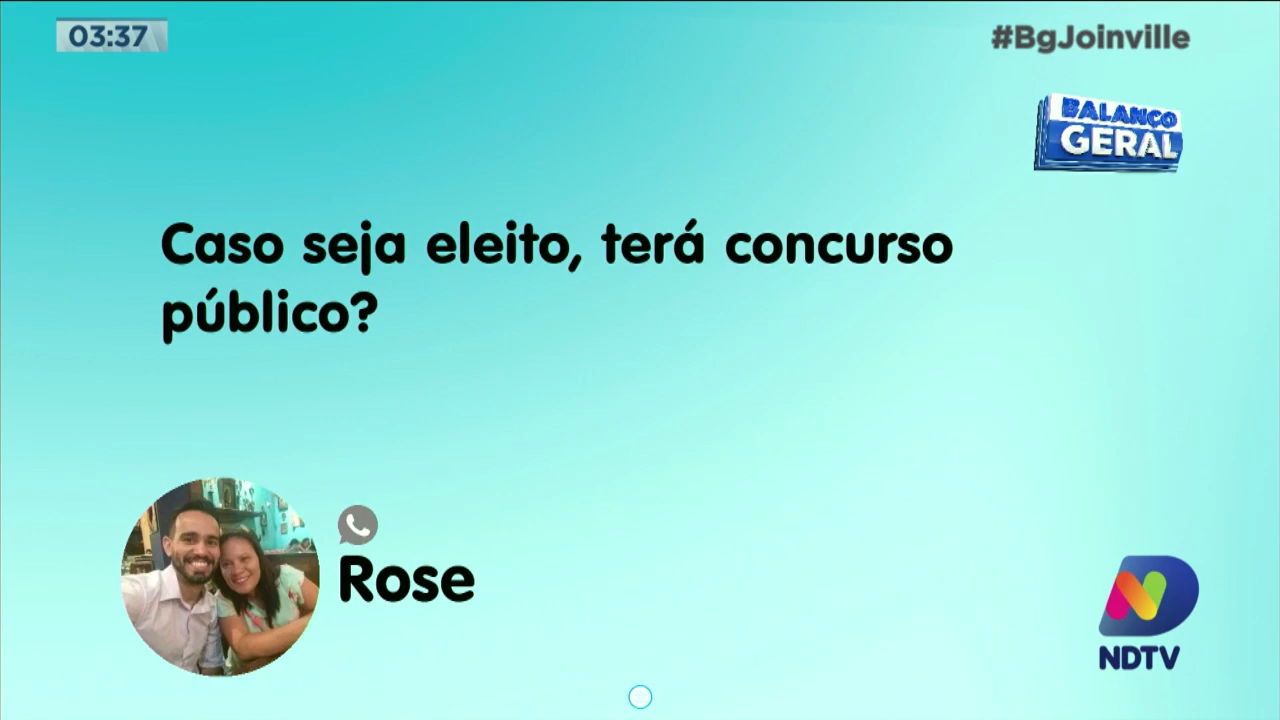 03:37
#BgJoinville
BALANÇO
GERAL
Caso seja eleito, terá concurso
público?
Rose
NDTV